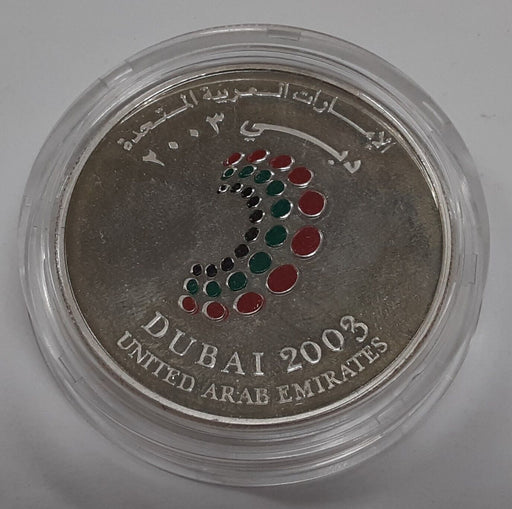 الإمارات العربية المتحدة
دبي ٢٠٠٣
DUBAI 2003
UNITED ARAB EMIRATES